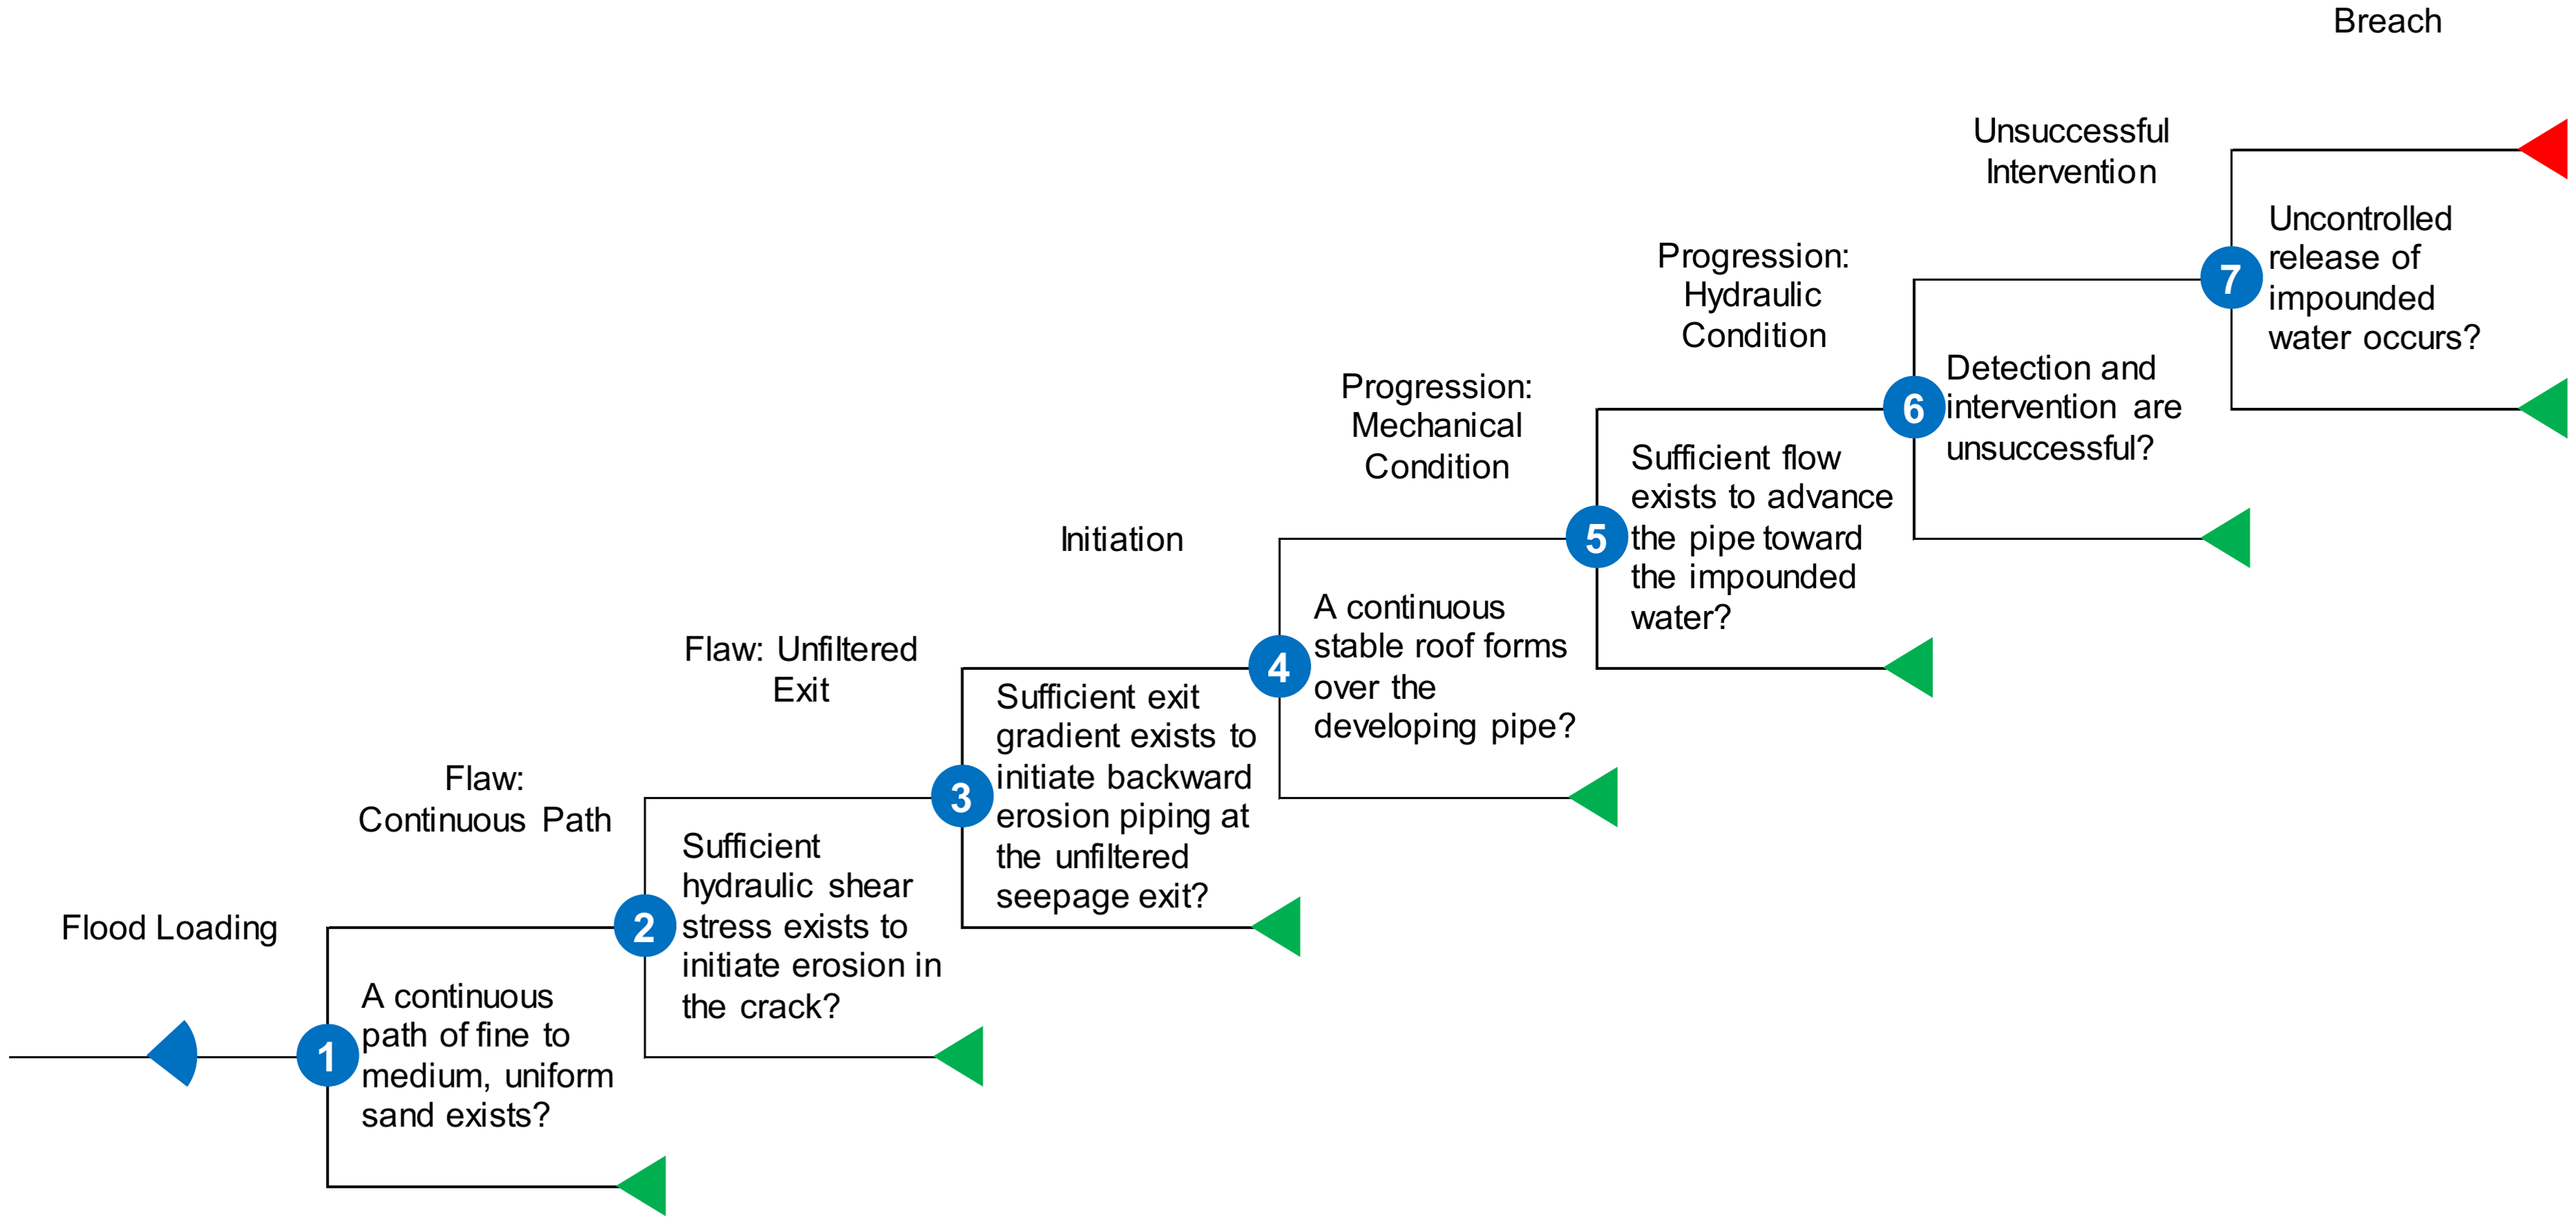 Breach
Unsuccessful
Intervention
Uncontrolled
release of
impounded
water occurs?
7
Progression:
Hydraulic
Condition
Detection and
intervention are
unsuccessful?
6
Progression:
Mechanical
Condition
Sufficient flow
exists to advance
the pipe toward
the impounded
water?
5
Initiation
A continuous
stable roof forms
over the
developing pipe?
4
Flaw: Unfiltered
Exit
Sufficient exit
gradient exists to
initiate backward
erosion piping at
the unfiltered
seepage exit?
3
Flaw:
Continuous Path
Sufficient
hydraulic shear
stress exists to
initiate erosion in
the crack?
2
Flood Loading
A continuous
path of fine to
medium, uniform
sand exists?
1